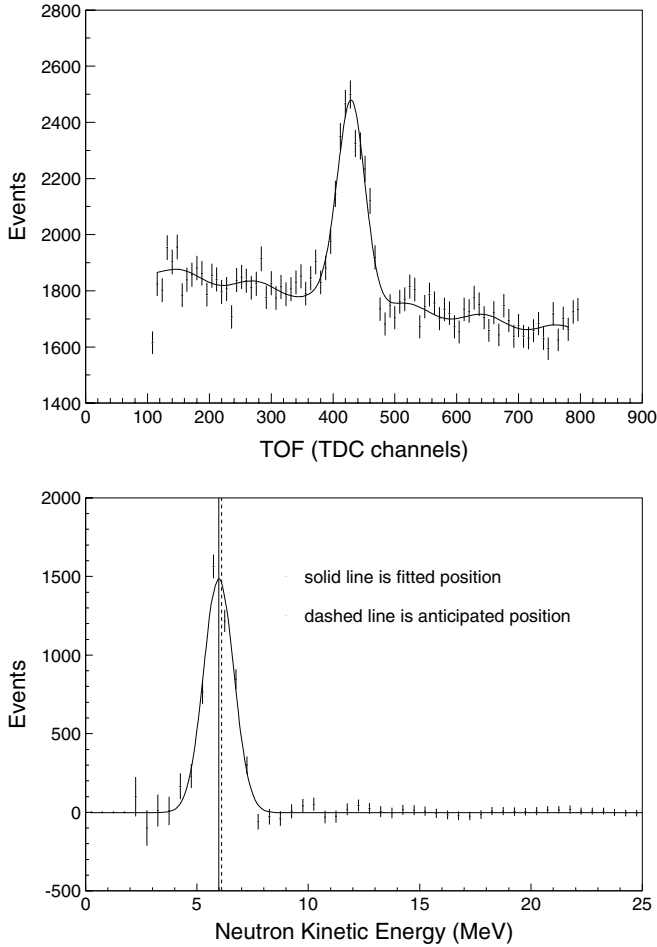 2800
2600
2400
2200
2000
1800
1600
1400
Events
0 100 200 300 400 500 600 700 800 900
TOF (TDC channels)
2000
1500
1000
500
0
-500
Events
solid line is fitted position
dashed line is anticipated position
0 5 10 15 20 25
Neutron Kinetic Energy (MeV)